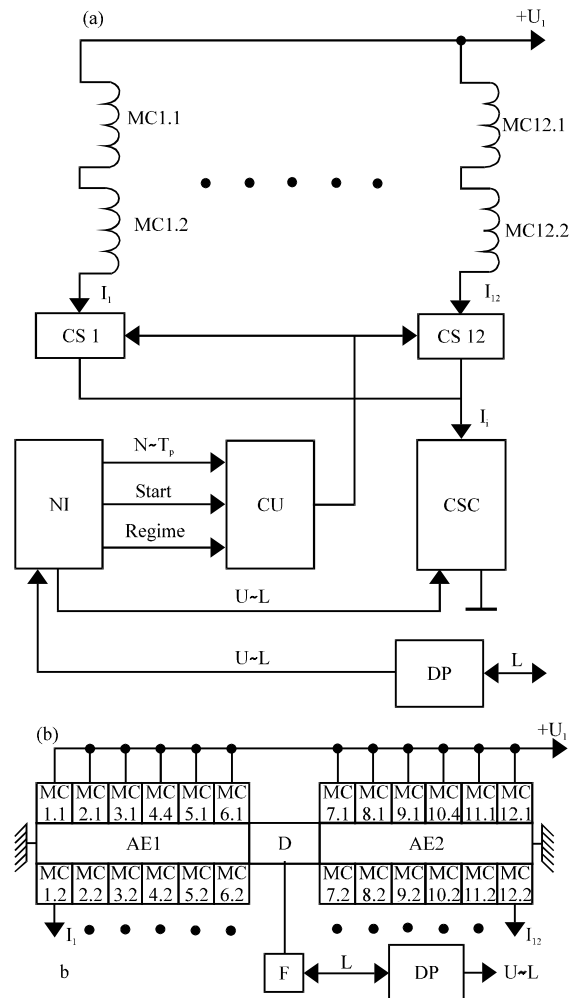 (a)
+U₁
MC1.1
MC12.1
MC1.2
MC12.2
I₁
I₁₂
CS 1
CS 12
Iᵢ
N~Tₚ
NI
Start
CU
CSC
Regime
U~L
U~L
DP
L
(b)
+U₁
MC 1.1
MC 2.1
MC 3.1
MC 4.4
MC 5.1
MC 6.1
MC 7.1
MC 8.1
MC 9.1
MC 10.4
MC 11.1
MC 12.1
AE1
D
AE2
MC 1.2
MC 2.2
MC 3.2
MC 4.2
MC 5.2
MC 6.2
MC 7.2
MC 8.2
MC 9.2
MC 10.2
MC 11.2
MC 12.2
I₁
I₁₂
b
F
L
DP
U~L